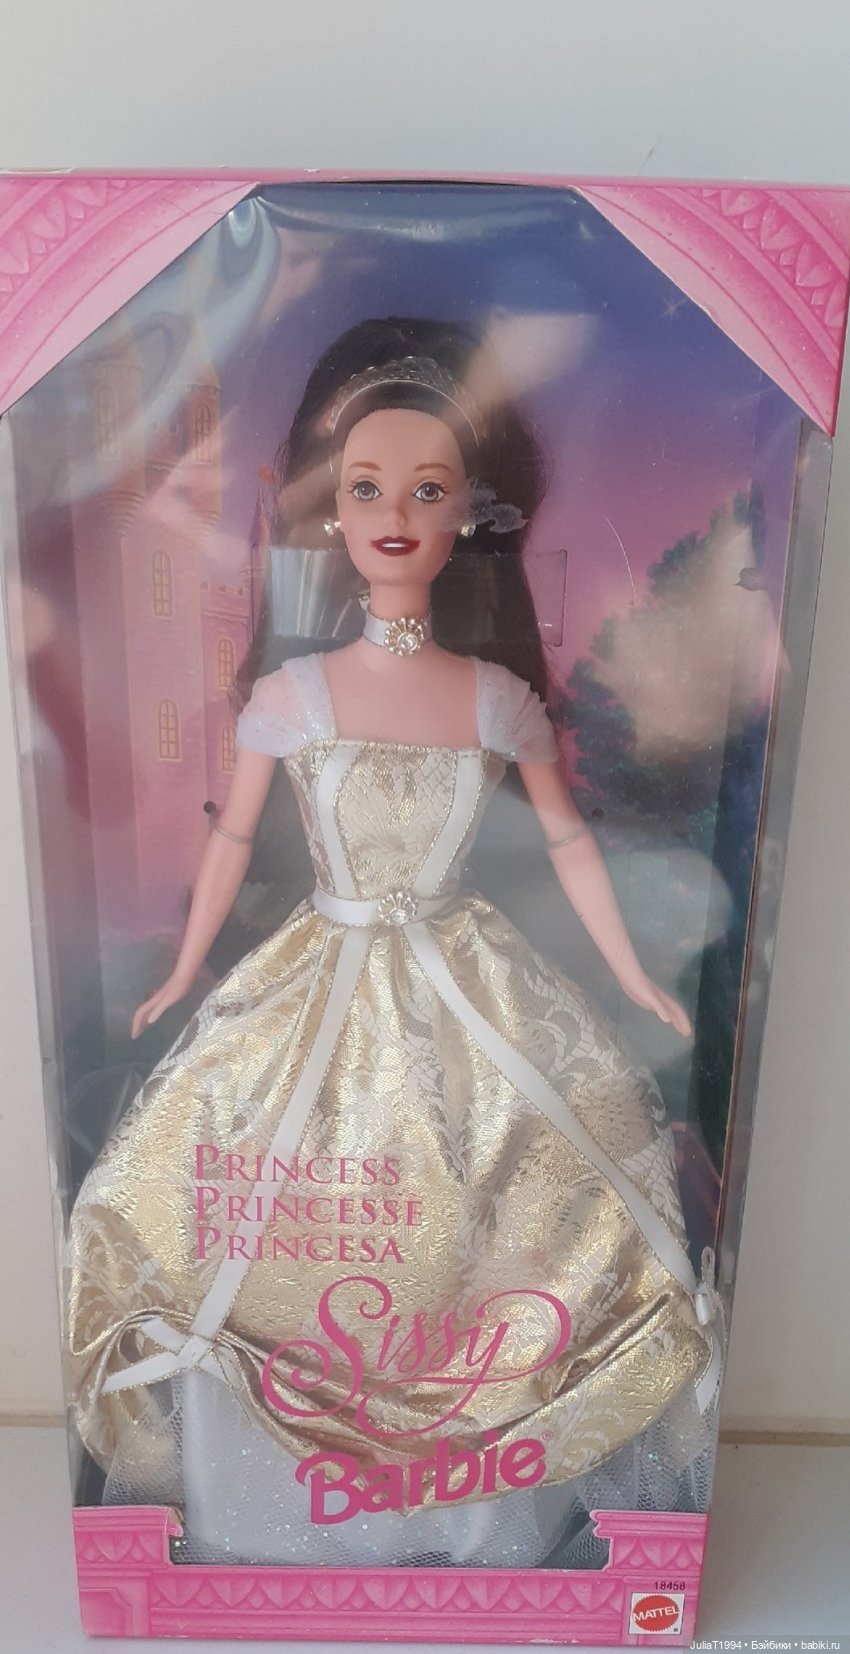 PRINCESS
PRINCESSE
PRINCESA
Sissy
Barbie®
18458
MATTEL®
JuliaT1994 • Бэйбики • babiki.ru